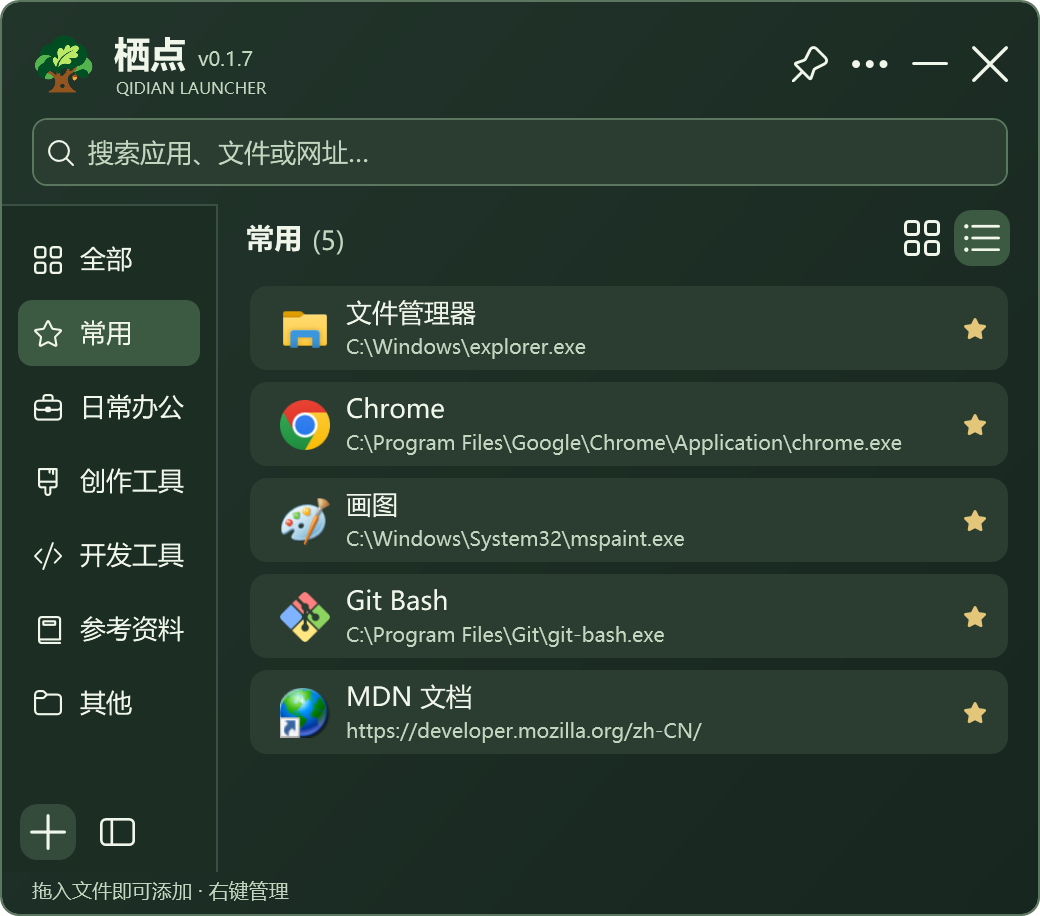 栖点 v0.1.7
QIDIAN LAUNCHER
搜索应用、文件或网址...
全部
常用
日常办公
创作工具
开发工具
参考资料
其他
常用 (5)
文件管理器
C:\Windows\explorer.exe
Chrome
C:\Program Files\Google\Chrome\Application\chrome.exe
画图
C:\Windows\System32\mspaint.exe
Git Bash
C:\Program Files\Git\git-bash.exe
MDN 文档
https://developer.mozilla.org/zh-CN/
拖入文件即可添加 · 右键管理